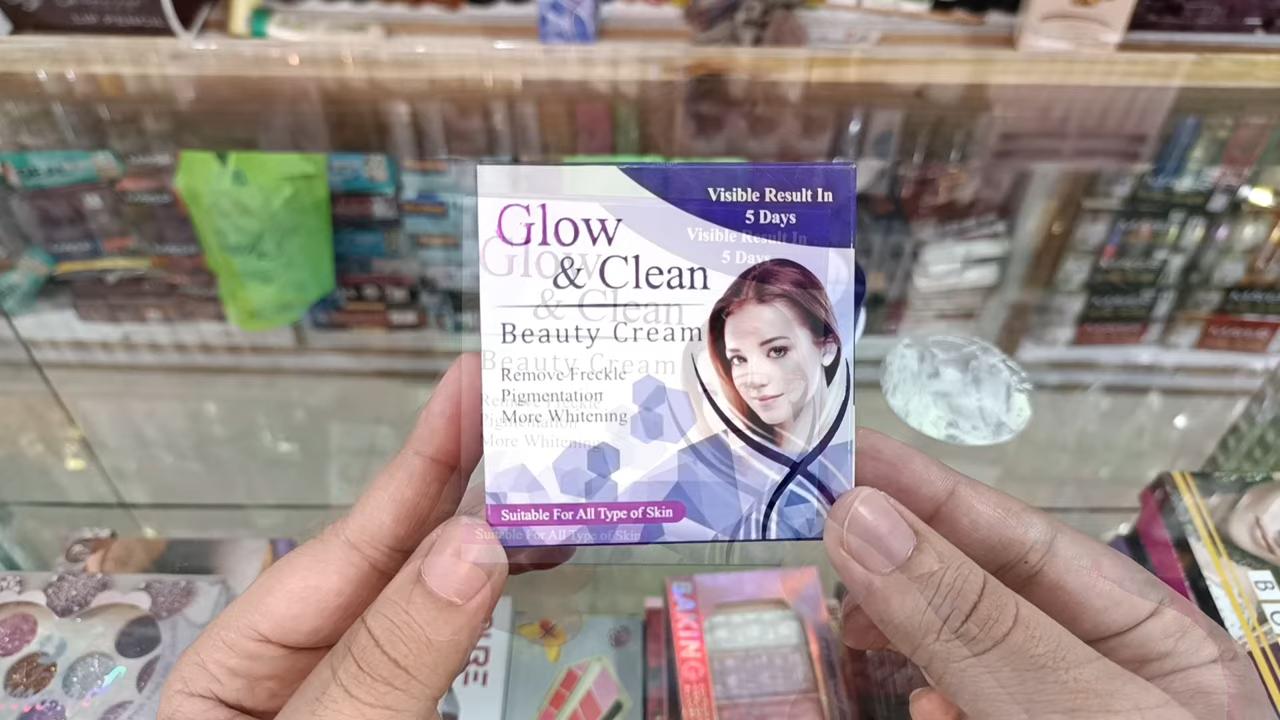 Visible Result In
5 Days
Glow
& Clean
Beauty Cream
Remove Freckle
Pigmentation
More Whitening
Suitable For All Type of Skin
BAKING